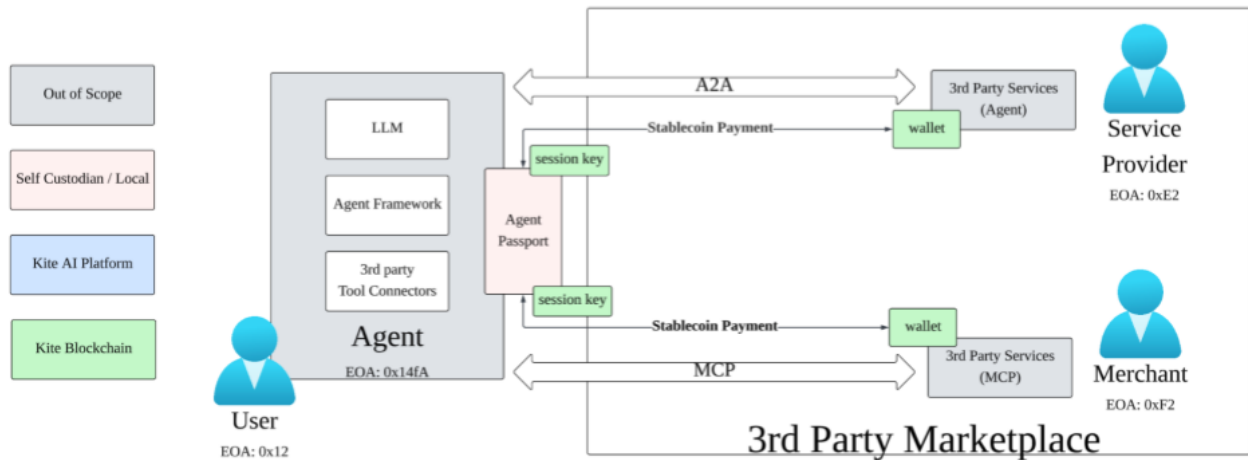 Out of Scope
Self Custodian / Local
Kite AI Platform
Kite Blockchain
LLM
Agent Framework
3rd party
Tool Connectors
Agent
EOA: 0x14fA
User
EOA: 0x12
Agent
Passport
session key
session key
A2A
Stablecoin Payment
wallet
3rd Party Services
(Agent)
Service
Provider
EOA: 0xE2
Stablecoin Payment
wallet
MCP
3rd Party Services
(MCP)
Merchant
EOA: 0xF2
3rd Party Marketplace